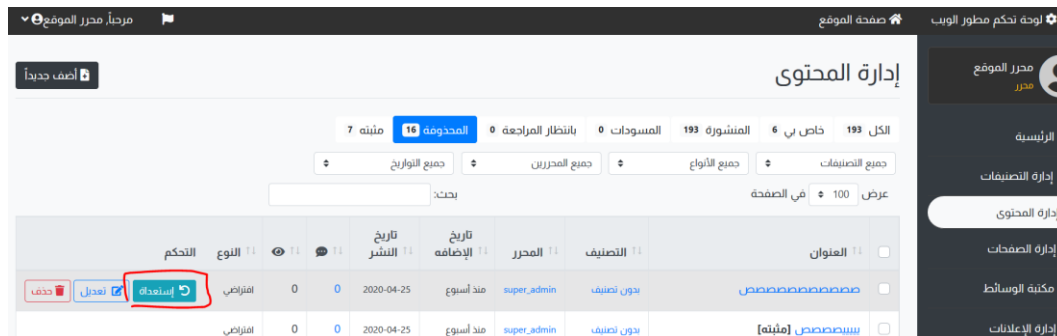 لوحة تحكم مطور الويب
صفحة الموقع
مرحباً, محرر الموقع
محرر الموقع
محرر
الرئيسية
إدارة التصنيفات
إدارة المحتوى
إدارة الصفحات
مكتبة الوسائط
إدارة الإعلانات
إدارة المحتوى
أضف جديداً
الكل 193 خاص بي 6 المنشورة 193 المسودات 0 بانتظار المراجعة 0 المحذوفة 16 مثبته 7
جميع التصنيفات جميع الأنواع جميع المحررين جميع التواريخ
عرض 100 في الصفحة بحث:
العنوان التصنيف المحرر تاريخ الإضافه تاريخ النشر النوع التحكم
بدون تصنيف super_admin منذ أسبوع 2020-04-25 0 0 افتراضي إستعداة تعديل حذف
[مثبته] بدون تصنيف super_admin منذ أسبوع 2020-04-25 0 0 افتراضي